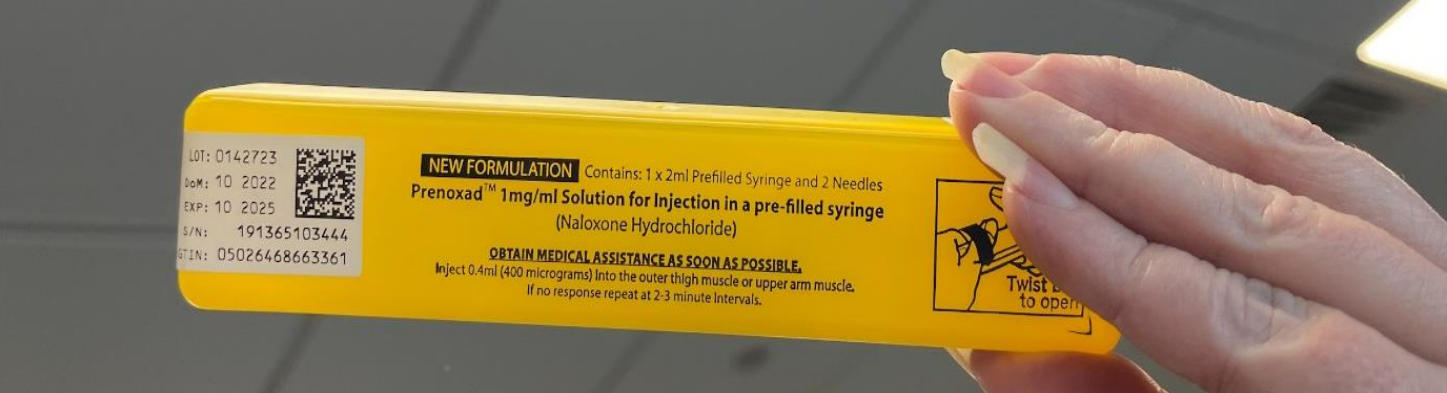 LOT: 0142723
DoM: 10 2022
EXP: 10 2025
S/N: 191365103444
GTIN: 05026468663361
NEW FORMULATION Contains: 1 x 2ml Prefilled Syringe and 2 Needles
Prenoxad™ 1mg/ml Solution for Injection in a pre-filled syringe
(Naloxone Hydrochloride)
OBTAIN MEDICAL ASSISTANCE AS SOON AS POSSIBLE.
Inject 0.4ml (400 micrograms) Into the outer thigh muscle or upper arm muscle.
If no response repeat at 2-3 minute Intervals.
Twist
to open